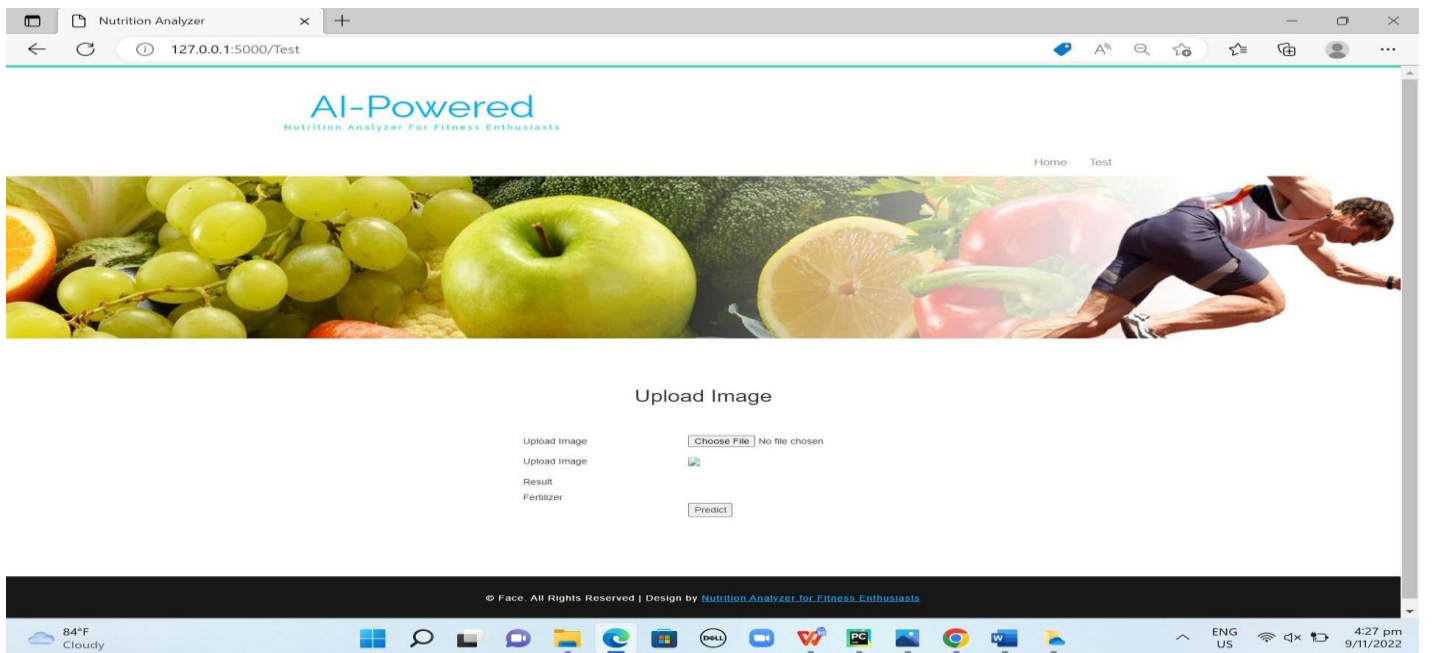 Nutrition Analyzer
127.0.0.1:5000/Test
AI-Powered
Nutrition Analyzer For Fitness Enthusiasts
Home Test
Upload Image
Upload Image Choose File No file chosen
Upload Image
Result
Fertilizer
Predict
© Face. All Rights Reserved | Design by Nutrition Analyzer for Fitness Enthusiasts
84°F
Cloudy
DELL
PC
W
ENG
US
4:27 pm
9/11/2022